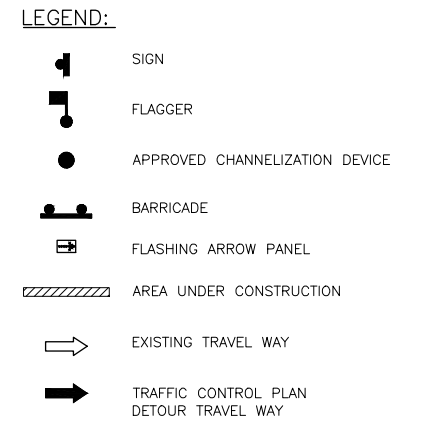 LEGEND:
SIGN
FLAGGER
APPROVED CHANNELIZATION DEVICE
BARRICADE
FLASHING ARROW PANEL
AREA UNDER CONSTRUCTION
EXISTING TRAVEL WAY
TRAFFIC CONTROL PLAN
DETOUR TRAVEL WAY